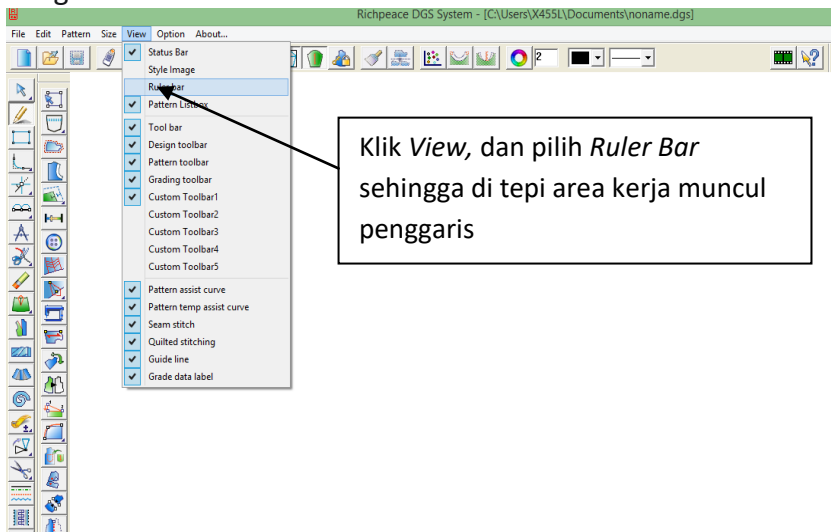 Richpeace DGS System - [C:\Users\X455L\Documents\noname.dgs]
File Edit Pattern Size View Option About...
2
Status Bar
Style Image
Ruler bar
Pattern Listbox
Tool bar
Design toolbar
Pattern toolbar
Grading toolbar
Custom Toolbar1
Custom Toolbar2
Custom Toolbar3
Custom Toolbar4
Custom Toolbar5
Pattern assist curve
Pattern temp assist curve
Seam stitch
Quilted stitching
Guide line
Grade data label
Klik View, dan pilih Ruler Bar
sehingga di tepi area kerja muncul
penggaris